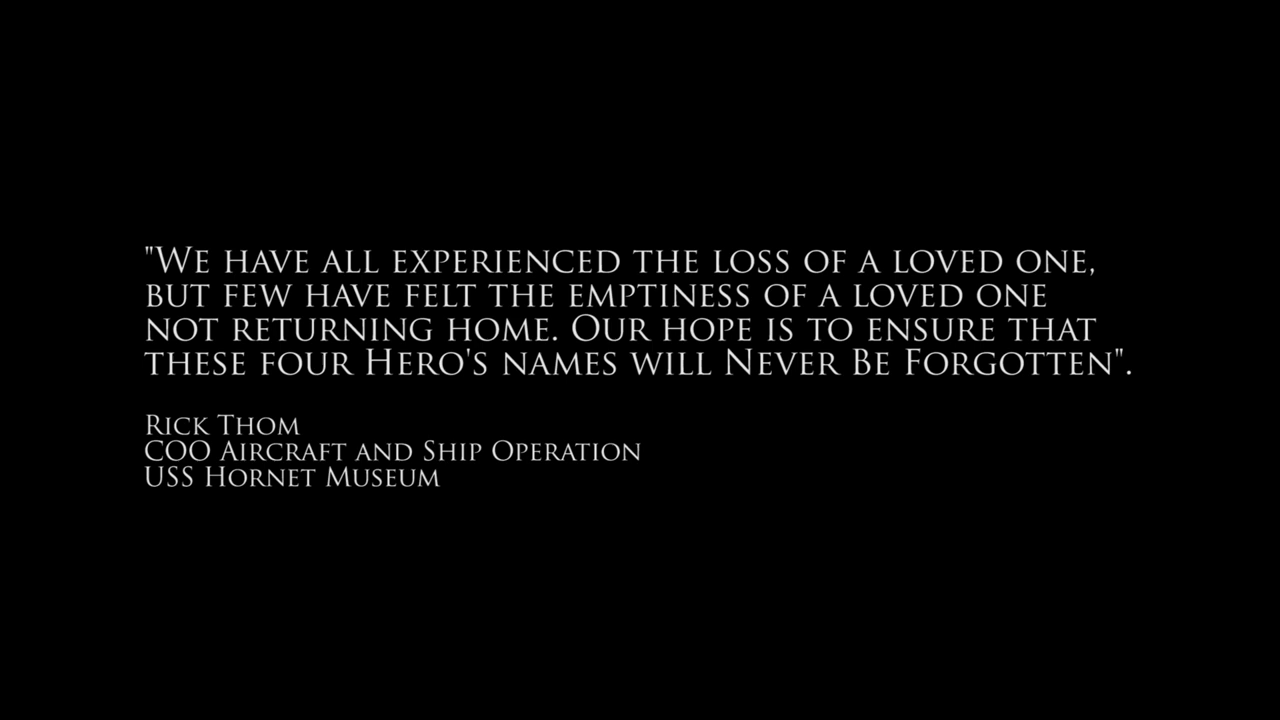 "We have all experienced the loss of a loved one,
but few have felt the emptiness of a loved one
not returning home. Our hope is to ensure that
these four Hero's names will Never Be Forgotten".
Rick Thom
COO Aircraft and Ship Operation
USS Hornet Museum